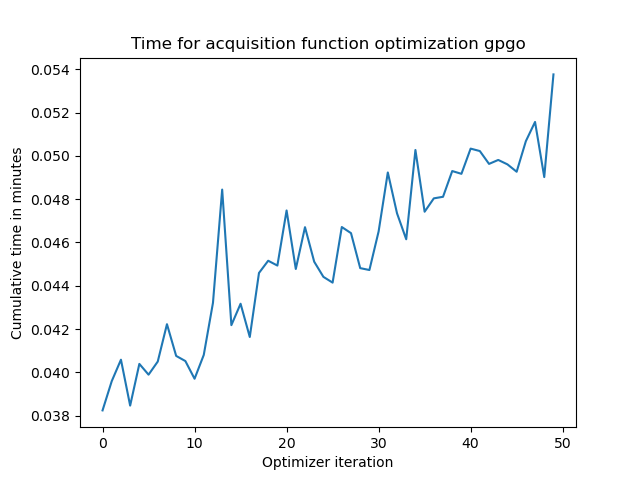 Time for acquisition function optimization gpgo
0.054
0.052
0.050
0.048
0.046
0.044
0.042
0.040
0.038
Cumulative time in minutes
0 10 20 30 40 50
Optimizer iteration